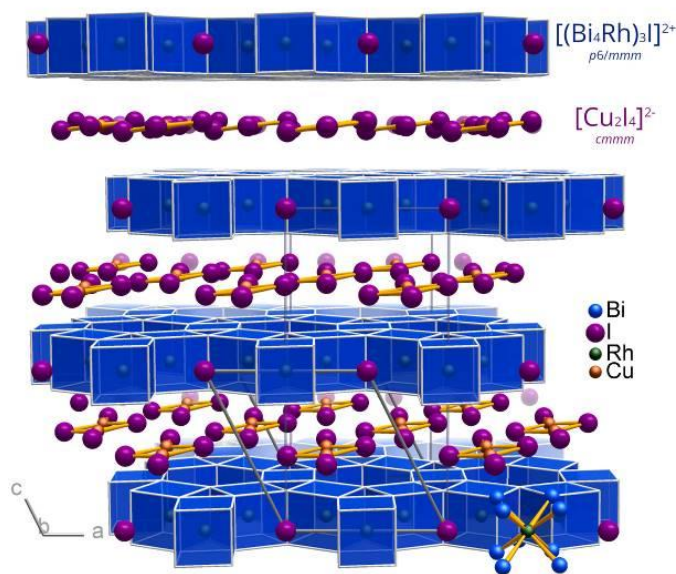 [(Bi₄Rh)₃I]²⁺
p6/mmm
[Cu₂I₄]²⁻
cmmm
Bi
I
Rh
Cu
c
b
a